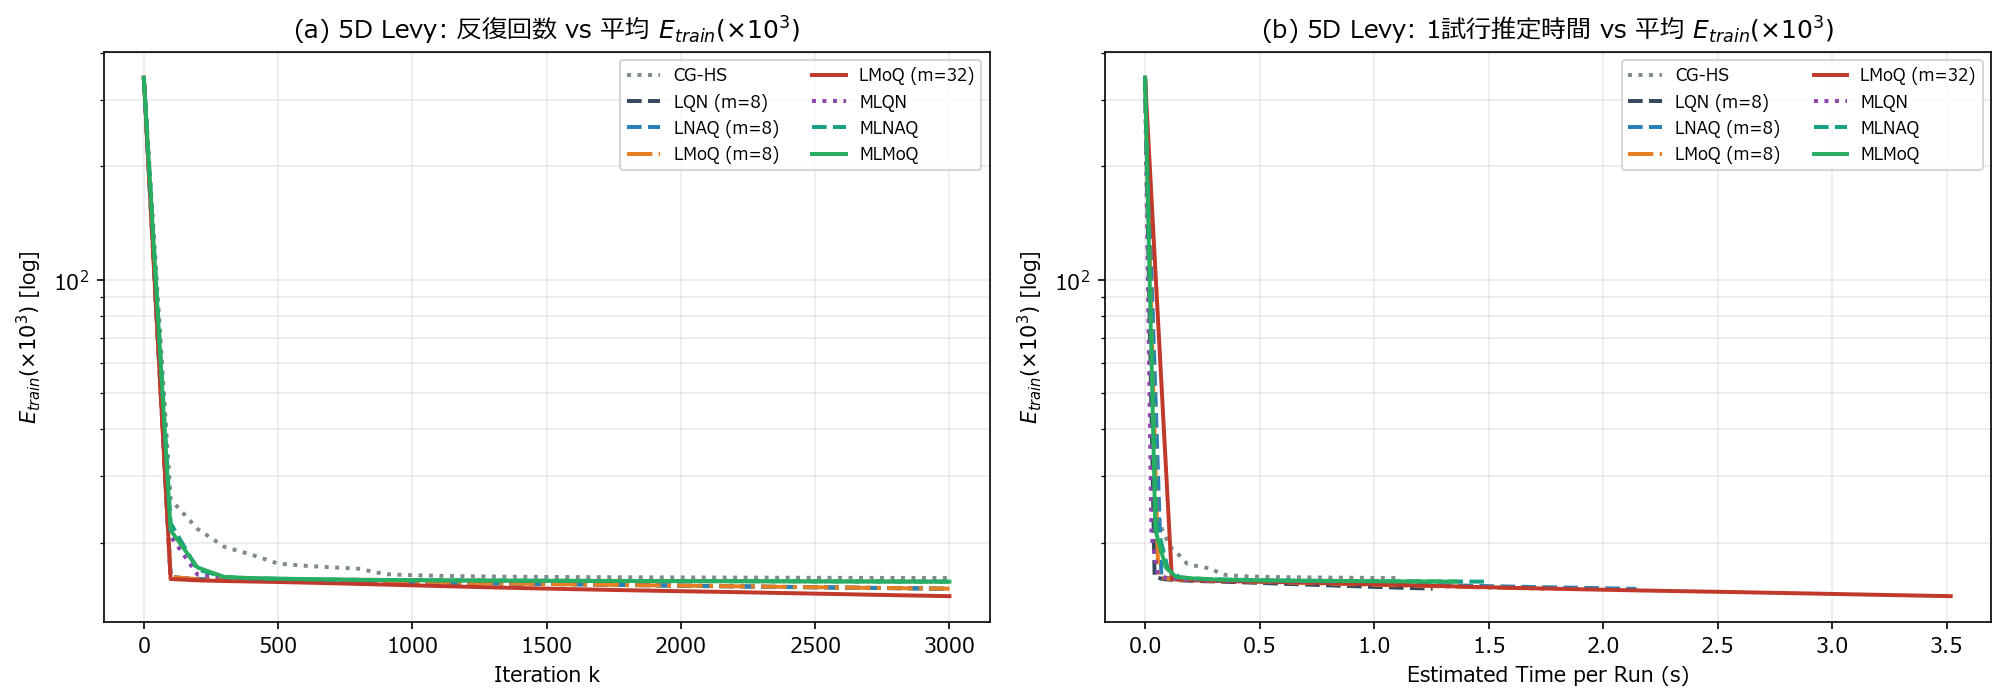 (a) 5D Levy: 反復回数 vs 平均 E_train(×10³)
E_train(×10³) [log]
10²
CG-HS
LQN (m=8)
LNAQ (m=8)
LMoQ (m=8)
LMoQ (m=32)
MLQN
MLNAQ
MLMoQ
0 500 1000 1500 2000 2500 3000
Iteration k
(b) 5D Levy: 1試行推定時間 vs 平均 E_train(×10³)
E_train(×10³) [log]
10²
CG-HS
LQN (m=8)
LNAQ (m=8)
LMoQ (m=8)
LMoQ (m=32)
MLQN
MLNAQ
MLMoQ
0.0 0.5 1.0 1.5 2.0 2.5 3.0 3.5
Estimated Time per Run (s)